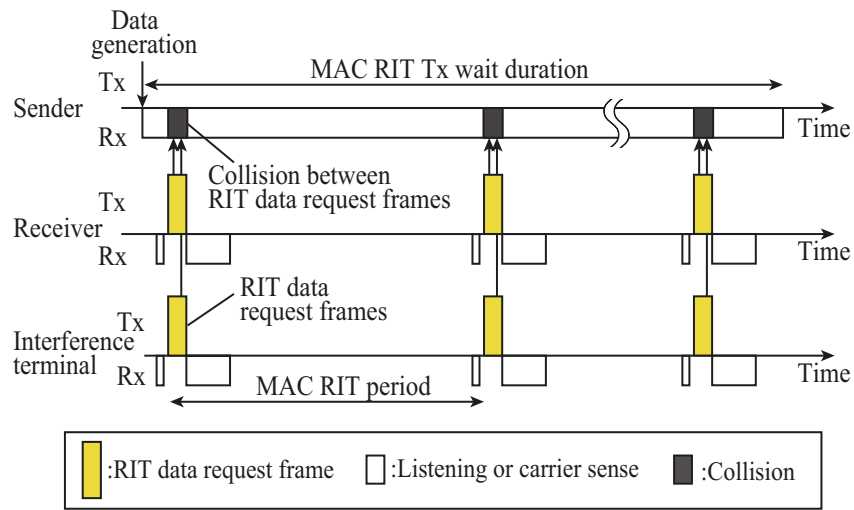 Data
generation
Tx
MAC RIT Tx wait duration
Sender
Rx
Time
Collision between
RIT data request frames
Tx
Receiver
Rx
Time
RIT data
request frames
Tx
Interference
terminal
Rx
Time
MAC RIT period
:RIT data request frame
:Listening or carrier sense
:Collision